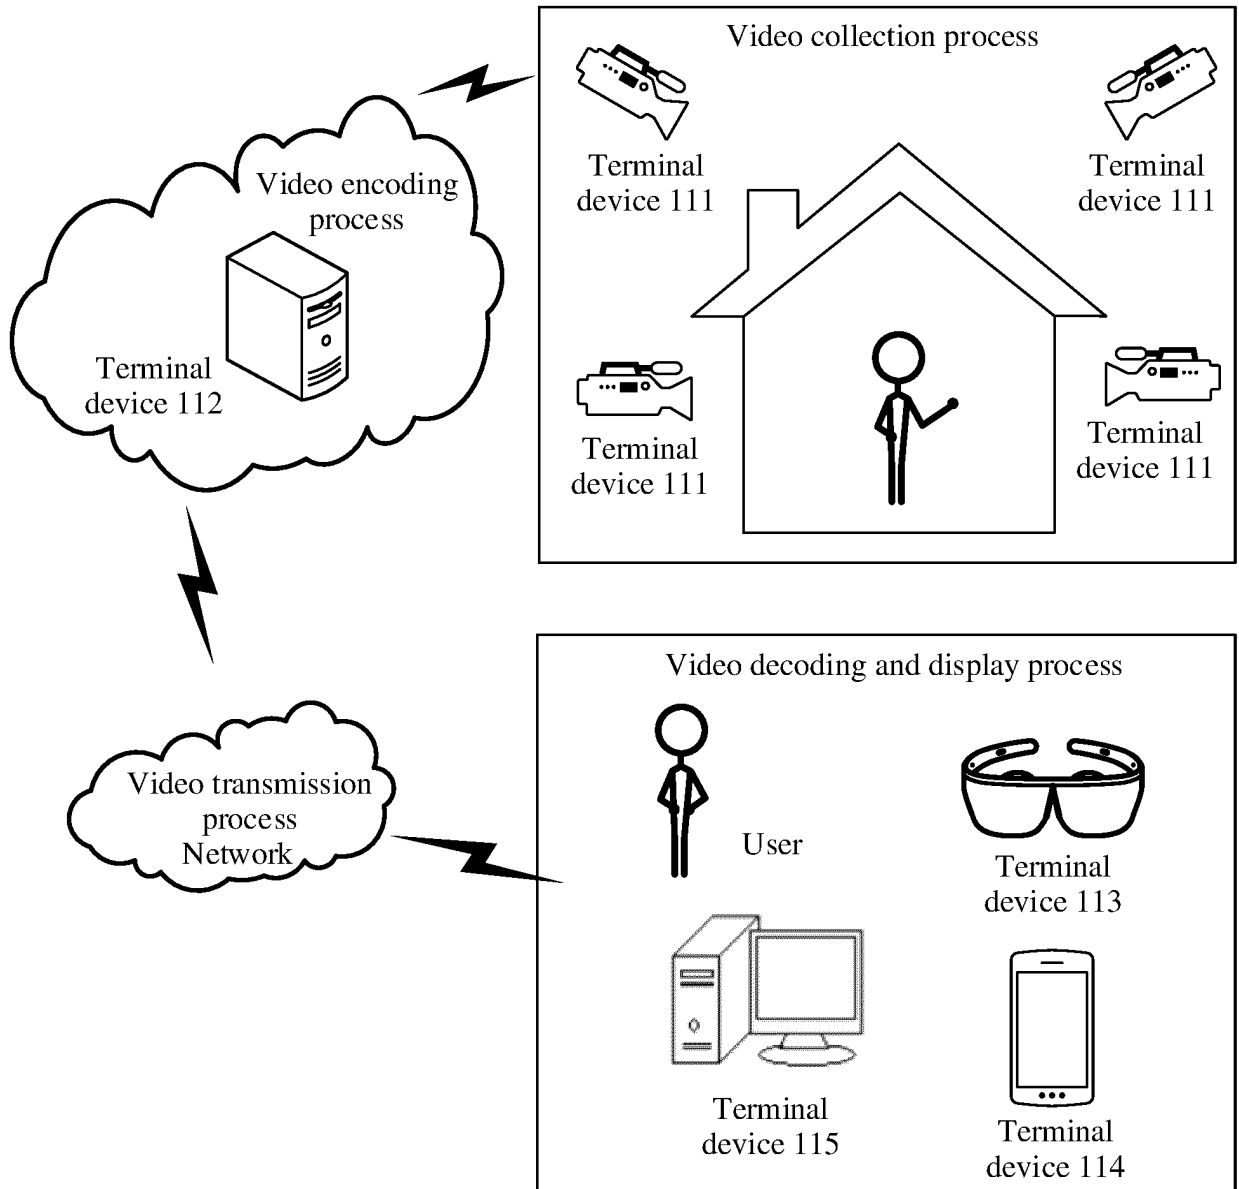 Video collection process
Terminal
device 111
Terminal
device 111
Video encoding
process
Terminal
device 112
Terminal
device 111
Terminal
device 111
Video decoding and display process
Video transmission
process
Network
User
Terminal
device 113
Terminal
device 115
Terminal
device 114